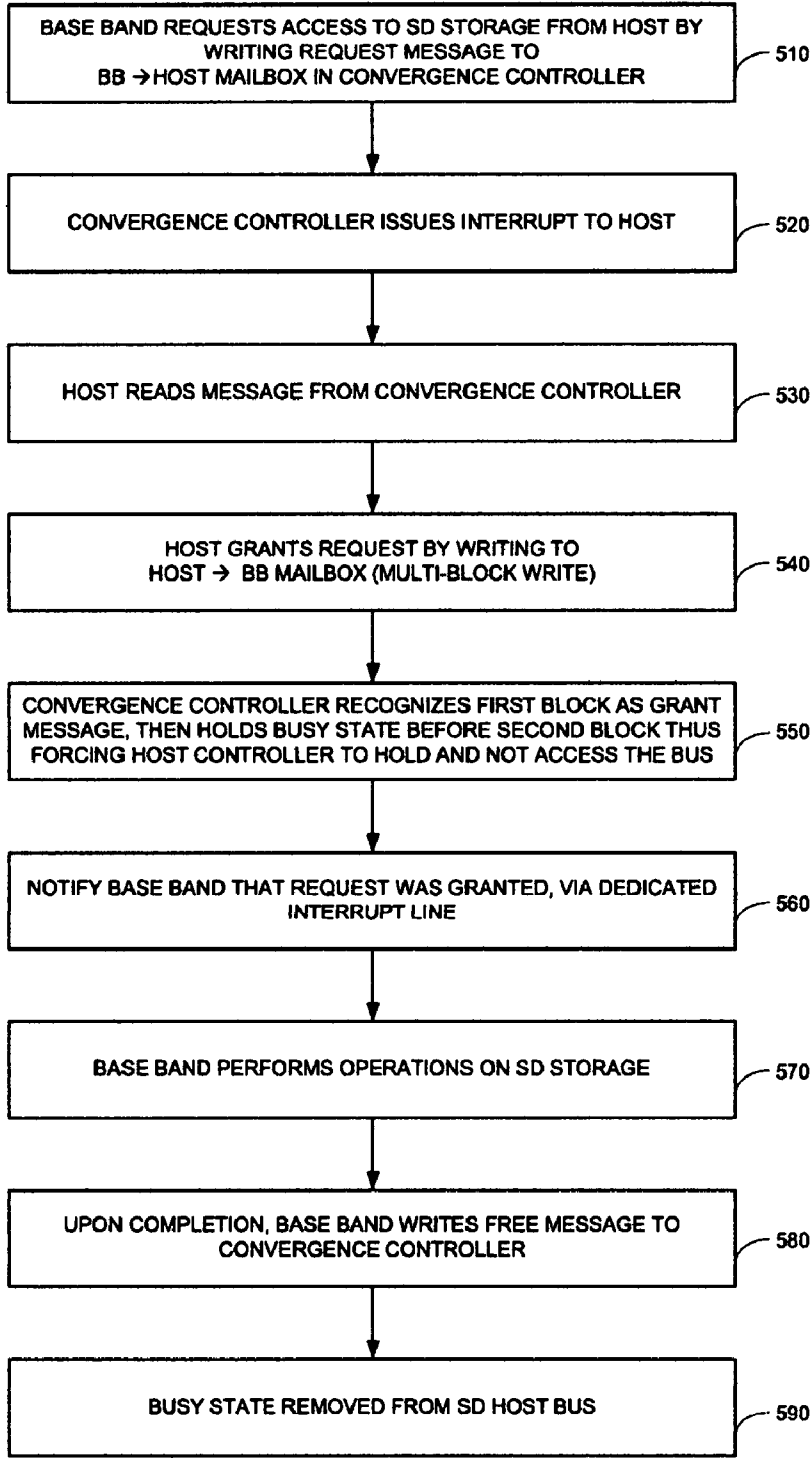 BASE BAND REQUESTS ACCESS TO SD STORAGE FROM HOST BY
WRITING REQUEST MESSAGE TO
BB →HOST MAILBOX IN CONVERGENCE CONTROLLER
510
CONVERGENCE CONTROLLER ISSUES INTERRUPT TO HOST
520
HOST READS MESSAGE FROM CONVERGENCE CONTROLLER
530
HOST GRANTS REQUEST BY WRITING TO
HOST → BB MAILBOX (MULTI-BLOCK WRITE)
540
CONVERGENCE CONTROLLER RECOGNIZES FIRST BLOCK AS GRANT
MESSAGE, THEN HOLDS BUSY STATE BEFORE SECOND BLOCK THUS
FORCING HOST CONTROLLER TO HOLD AND NOT ACCESS THE BUS
550
NOTIFY BASE BAND THAT REQUEST WAS GRANTED, VIA DEDICATED
INTERRUPT LINE
560
BASE BAND PERFORMS OPERATIONS ON SD STORAGE
570
UPON COMPLETION, BASE BAND WRITES FREE MESSAGE TO
CONVERGENCE CONTROLLER
580
BUSY STATE REMOVED FROM SD HOST BUS
590